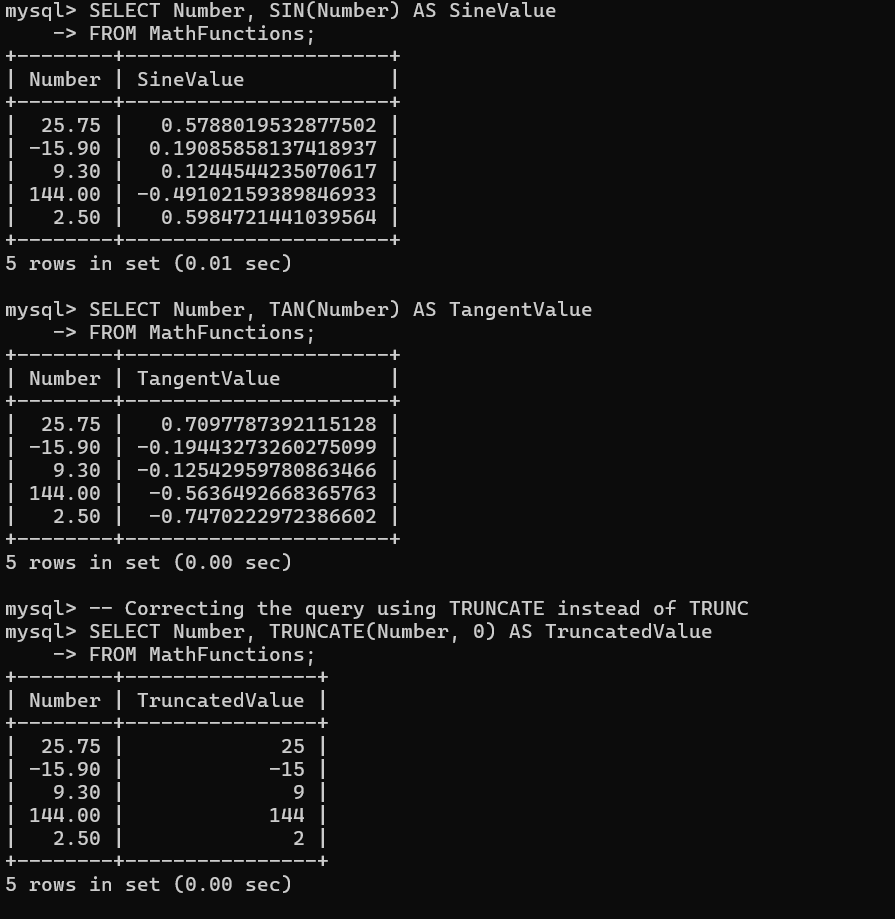 mysql> SELECT Number, SIN(Number) AS SineValue
    -> FROM MathFunctions;
+--------+----------------------+
| Number | SineValue            |
+--------+----------------------+
|  25.75 |   0.5788019532877502 |
| -15.90 |  0.19085858137418937 |
|   9.30 |   0.1244544235070617 |
| 144.00 | -0.49102159389846933 |
|   2.50 |   0.5984721441039564 |
+--------+----------------------+
5 rows in set (0.01 sec)

mysql> SELECT Number, TAN(Number) AS TangentValue
    -> FROM MathFunctions;
+--------+----------------------+
| Number | TangentValue         |
+--------+----------------------+
|  25.75 |   0.7097787392115128 |
| -15.90 | -0.19443273260275099 |
|   9.30 | -0.12542959780863466 |
| 144.00 |  -0.5636492668365763 |
|   2.50 |  -0.7470222972386602 |
+--------+----------------------+
5 rows in set (0.00 sec)

mysql> -- Correcting the query using TRUNCATE instead of TRUNC
mysql> SELECT Number, TRUNCATE(Number, 0) AS TruncatedValue
    -> FROM MathFunctions;
+--------+----------------+
| Number | TruncatedValue |
+--------+----------------+
|  25.75 |             25 |
| -15.90 |            -15 |
|   9.30 |              9 |
| 144.00 |            144 |
|   2.50 |              2 |
+--------+----------------+
5 rows in set (0.00 sec)